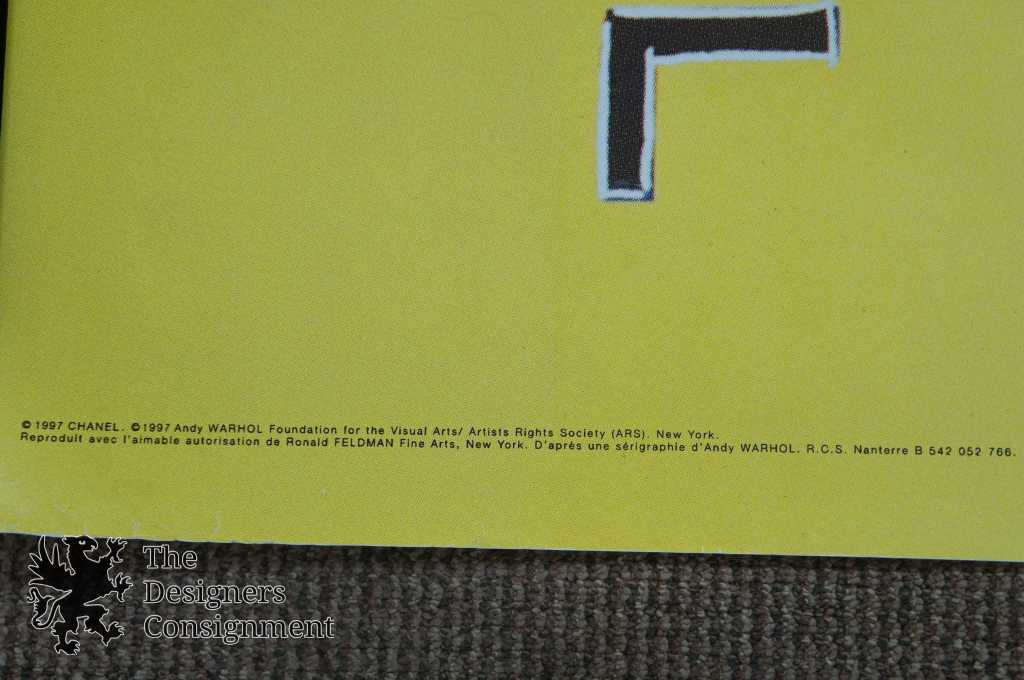 © 1997 CHANEL. ©1997 Andy WARHOL Foundation for the Visual Arts/ Artists Rights Society (ARS). New York.
Reproduit avec l'aimable autorisation de Ronald FELDMAN Fine Arts, New York. D'après une sérigraphie d'Andy WARHOL. R.C.S. Nanterre B 542 052 766.
The
Designers
Consignment